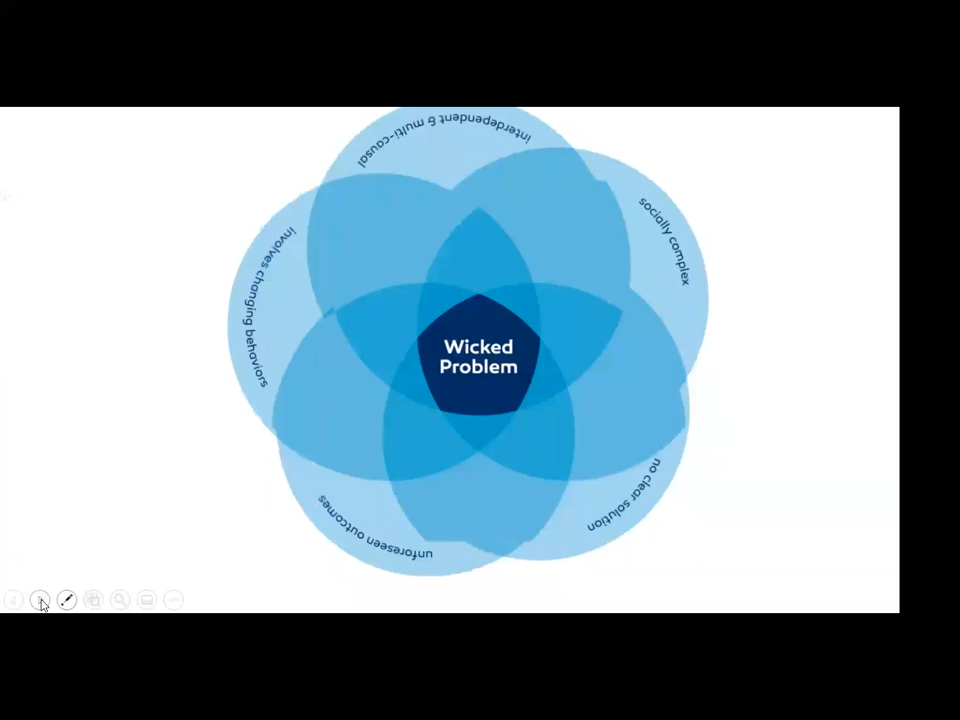 interdependent & multi-causal
socially complex
involves changing behaviors
Wicked
Problem
no clear solution
unforeseen outcomes